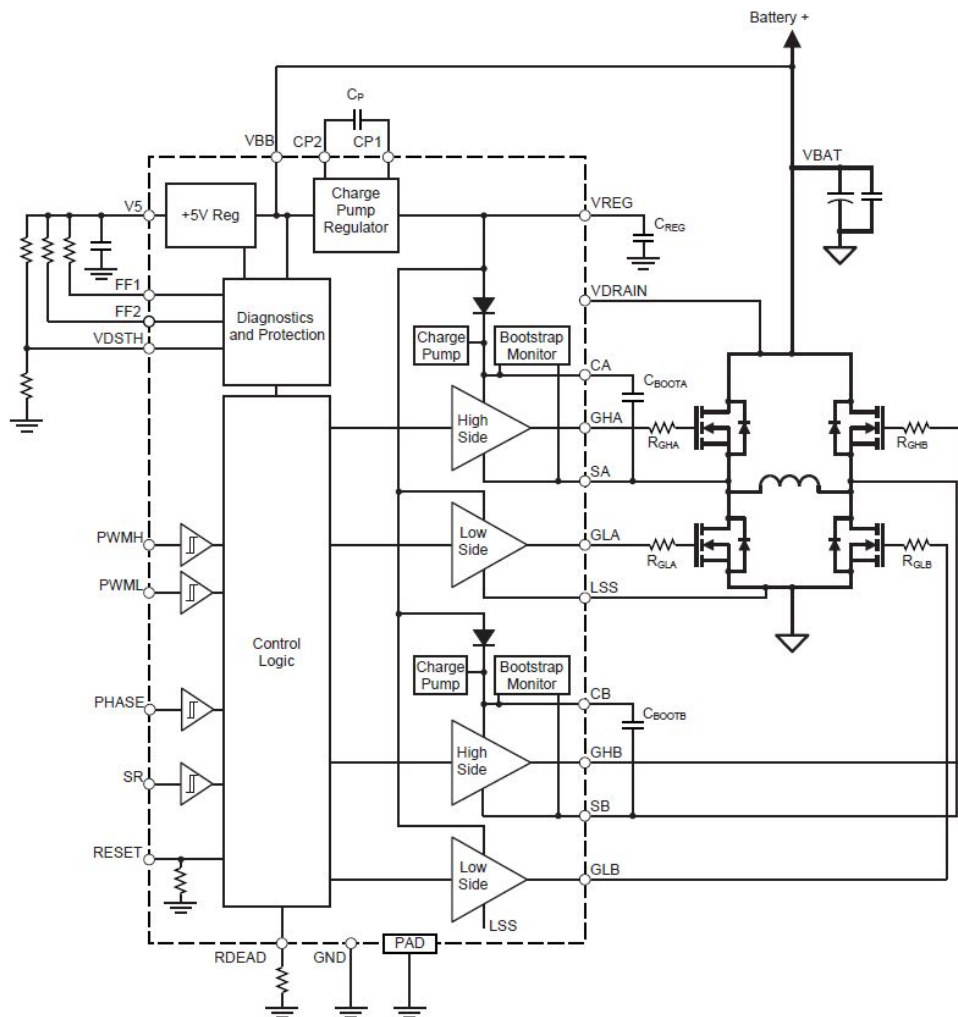 Battery +
CP
VBB
CP2
CP1
VBAT
V5
+5V Reg
Charge
Pump
Regulator
VREG
CREG
FF1
FF2
VDSTH
Diagnostics
and Protection
VDRAIN
Charge
Pump
Bootstrap
Monitor
CA
CBOOTA
High
Side
GHA
RGHA
RGHB
SA
PWMH
Low
Side
GLA
RGLA
RGLB
PWML
LSS
Control
Logic
Charge
Pump
Bootstrap
Monitor
CB
CBOOTB
PHASE
High
Side
GHB
SR
SB
RESET
Low
Side
GLB
LSS
RDEAD
GND
PAD